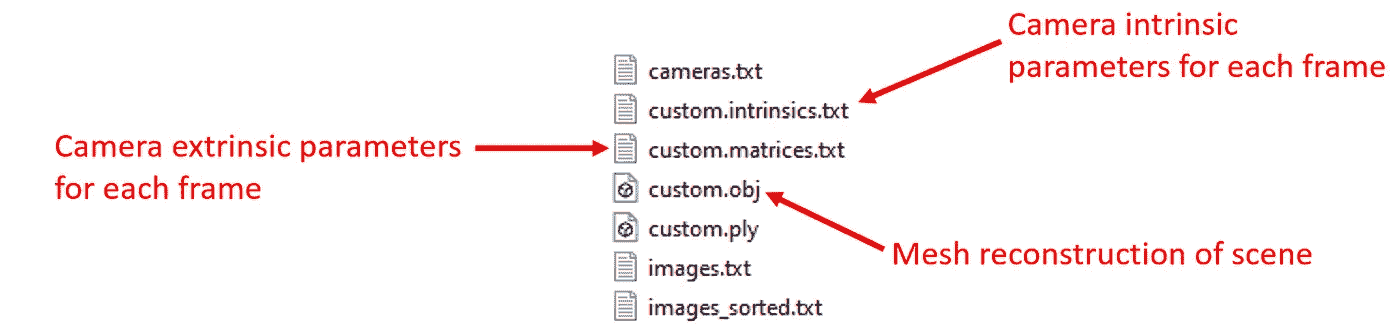 Camera intrinsic
parameters for each frame
cameras.txt
custom.intrinsics.txt
Camera extrinsic parameters
for each frame
custom.matrices.txt
custom.obj
custom.ply
Mesh reconstruction of scene
images.txt
images_sorted.txt